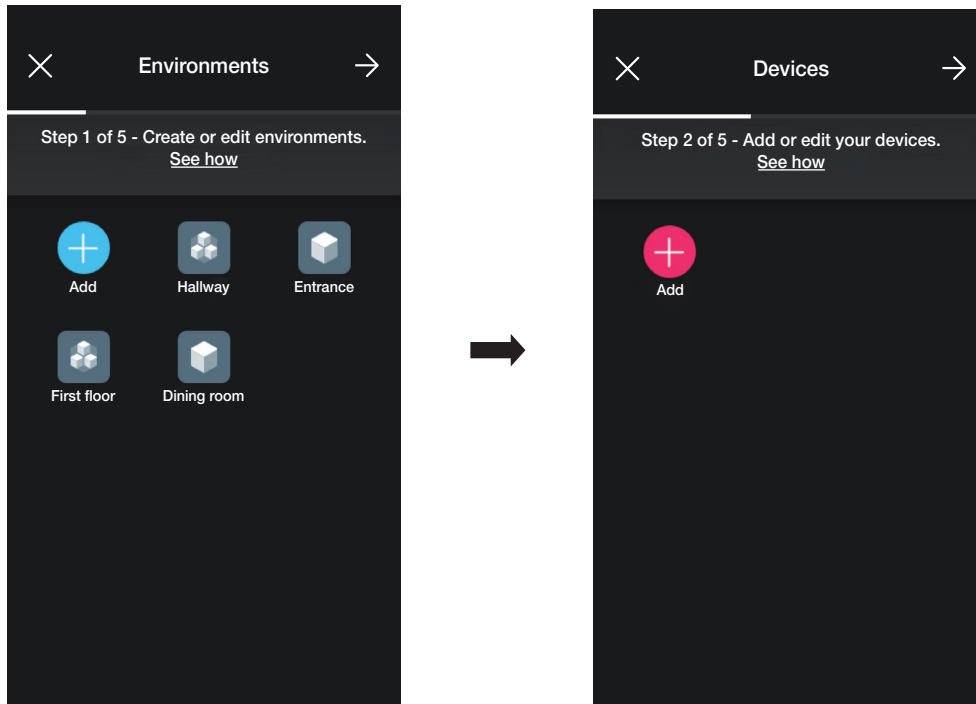 Environments
Step 1 of 5 - Create or edit environments.
See how
Add
Hallway
Entrance
First floor
Dining room
Devices
Step 2 of 5 - Add or edit your devices.
See how
Add